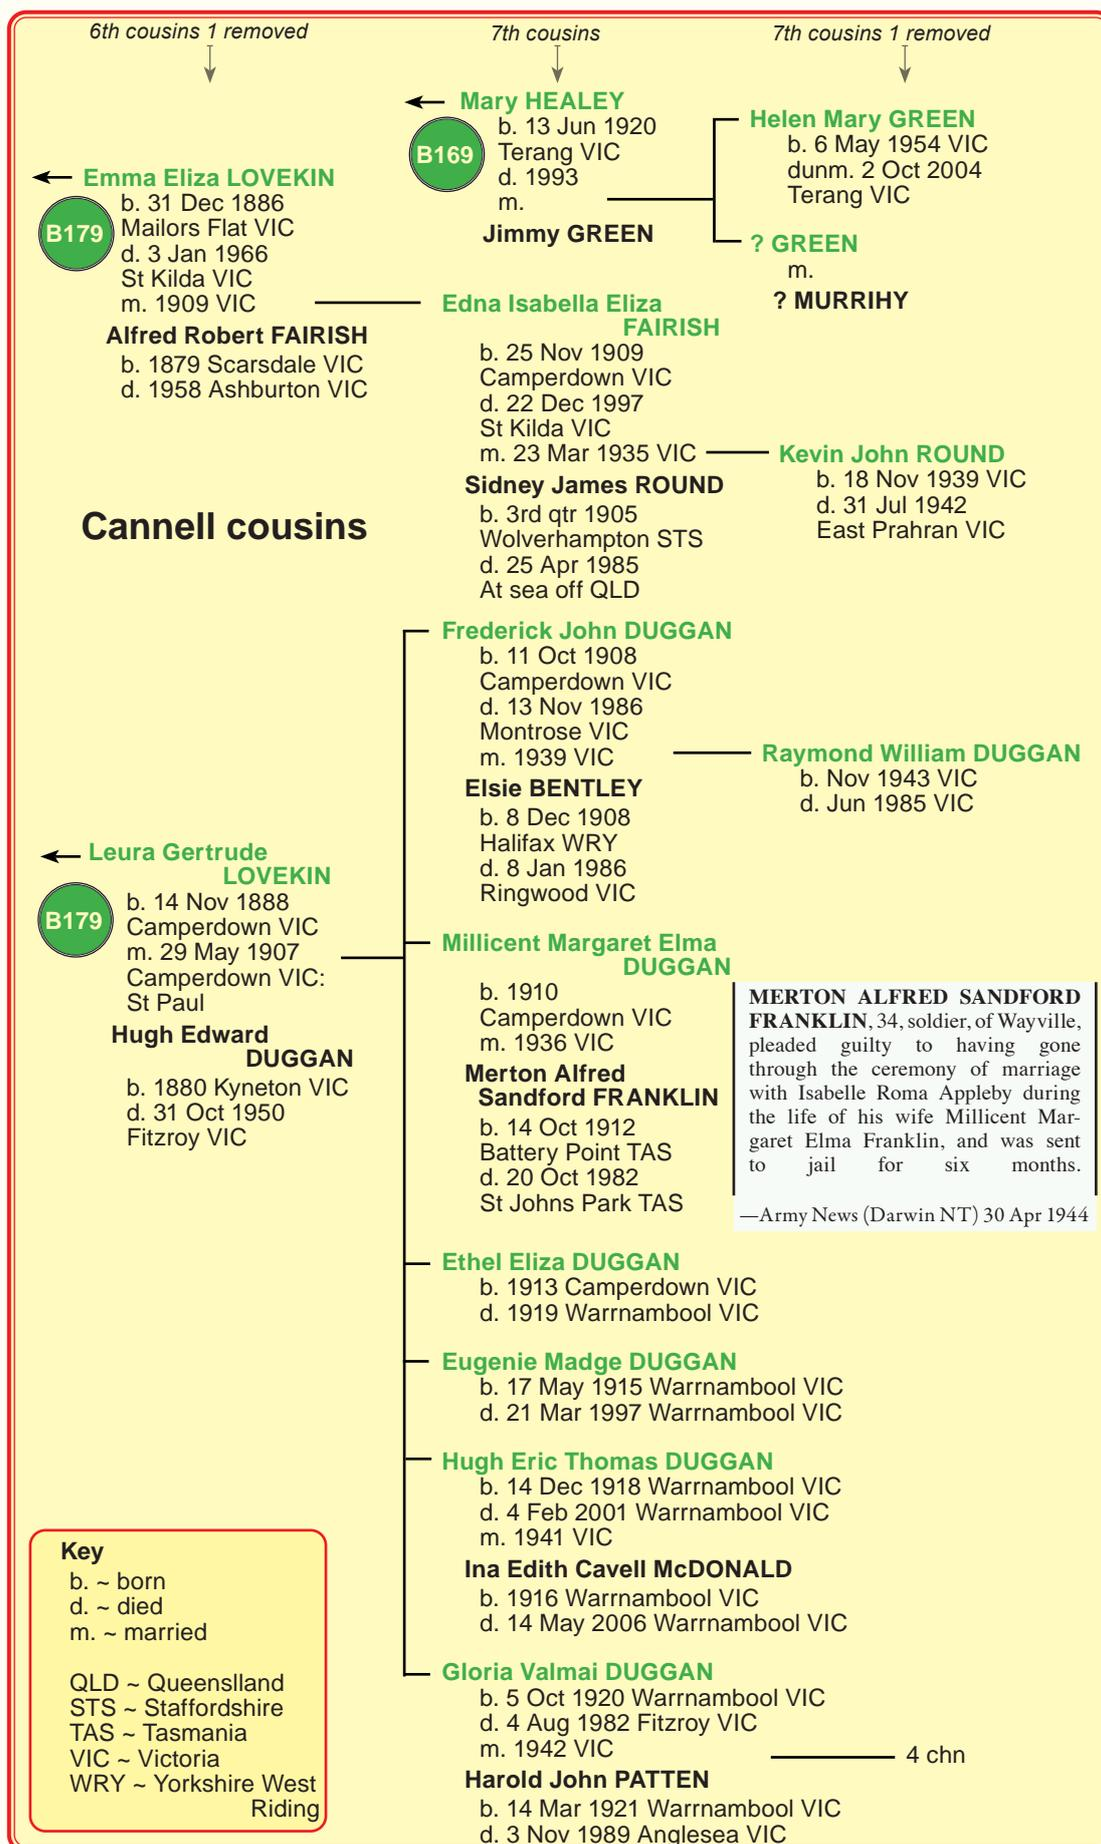 6th cousins 1 removed
7th cousins
7th cousins 1 removed
Mary HEALEY
B169
b. 13 Jun 1920
Terang VIC
d. 1993
m.
Jimmy GREEN
Helen Mary GREEN
b. 6 May 1954 VIC
dunm. 2 Oct 2004
Terang VIC
? GREEN
m.
? MURRIHY
Emma Eliza LOVEKIN
B179
b. 31 Dec 1886
Mailors Flat VIC
d. 3 Jan 1966
St Kilda VIC
m. 1909 VIC
Alfred Robert FAIRISH
b. 1879 Scarsdale VIC
d. 1958 Ashburton VIC
Edna Isabella Eliza
FAIRISH
b. 25 Nov 1909
Camperdown VIC
d. 22 Dec 1997
St Kilda VIC
m. 23 Mar 1935 VIC
Sidney James ROUND
b. 3rd qtr 1905
Wolverhampton STS
d. 25 Apr 1985
At sea off QLD
Kevin John ROUND
b. 18 Nov 1939 VIC
d. 31 Jul 1942
East Prahran VIC
Cannell cousins
Frederick John DUGGAN
b. 11 Oct 1908
Camperdown VIC
d. 13 Nov 1986
Montrose VIC
m. 1939 VIC
Elsie BENTLEY
b. 8 Dec 1908
Halifax WRY
d. 8 Jan 1986
Ringwood VIC
Raymond William DUGGAN
b. Nov 1943 VIC
d. Jun 1985 VIC
Leura Gertrude
LOVEKIN
B179
b. 14 Nov 1888
Camperdown VIC
m. 29 May 1907
Camperdown VIC:
St Paul
Hugh Edward
DUGGAN
b. 1880 Kyneton VIC
d. 31 Oct 1950
Fitzroy VIC
Millicent Margaret Elma
DUGGAN
b. 1910
Camperdown VIC
m. 1936 VIC
Merton Alfred
Sandford FRANKLIN
b. 14 Oct 1912
Battery Point TAS
d. 20 Oct 1982
St Johns Park TAS
MERTON ALFRED SANDFORD
FRANKLIN, 34, soldier, of Wayville,
pleaded guilty to having gone
through the ceremony of marriage
with Isabelle Roma Appleby during
the life of his wife Millicent Mar-
garet Elma Franklin, and was sent
to jail for six months.
—Army News (Darwin NT) 30 Apr 1944
Ethel Eliza DUGGAN
b. 1913 Camperdown VIC
d. 1919 Warrnambool VIC
Eugenie Madge DUGGAN
b. 17 May 1915 Warrnambool VIC
d. 21 Mar 1997 Warrnambool VIC
Hugh Eric Thomas DUGGAN
b. 14 Dec 1918 Warrnambool VIC
d. 4 Feb 2001 Warrnambool VIC
m. 1941 VIC
Ina Edith Cavell McDONALD
b. 1916 Warrnambool VIC
d. 14 May 2006 Warrnambool VIC
Gloria Valmai DUGGAN
b. 5 Oct 1920 Warrnambool VIC
d. 4 Aug 1982 Fitzroy VIC
m. 1942 VIC
4 chn
Harold John PATTEN
b. 14 Mar 1921 Warrnambool VIC
d. 3 Nov 1989 Anglesea VIC
Key
b. ~ born
d. ~ died
m. ~ married
QLD ~ Queenslland
STS ~ Staffordshire
TAS ~ Tasmania
VIC ~ Victoria
WRY ~ Yorkshire West
Riding